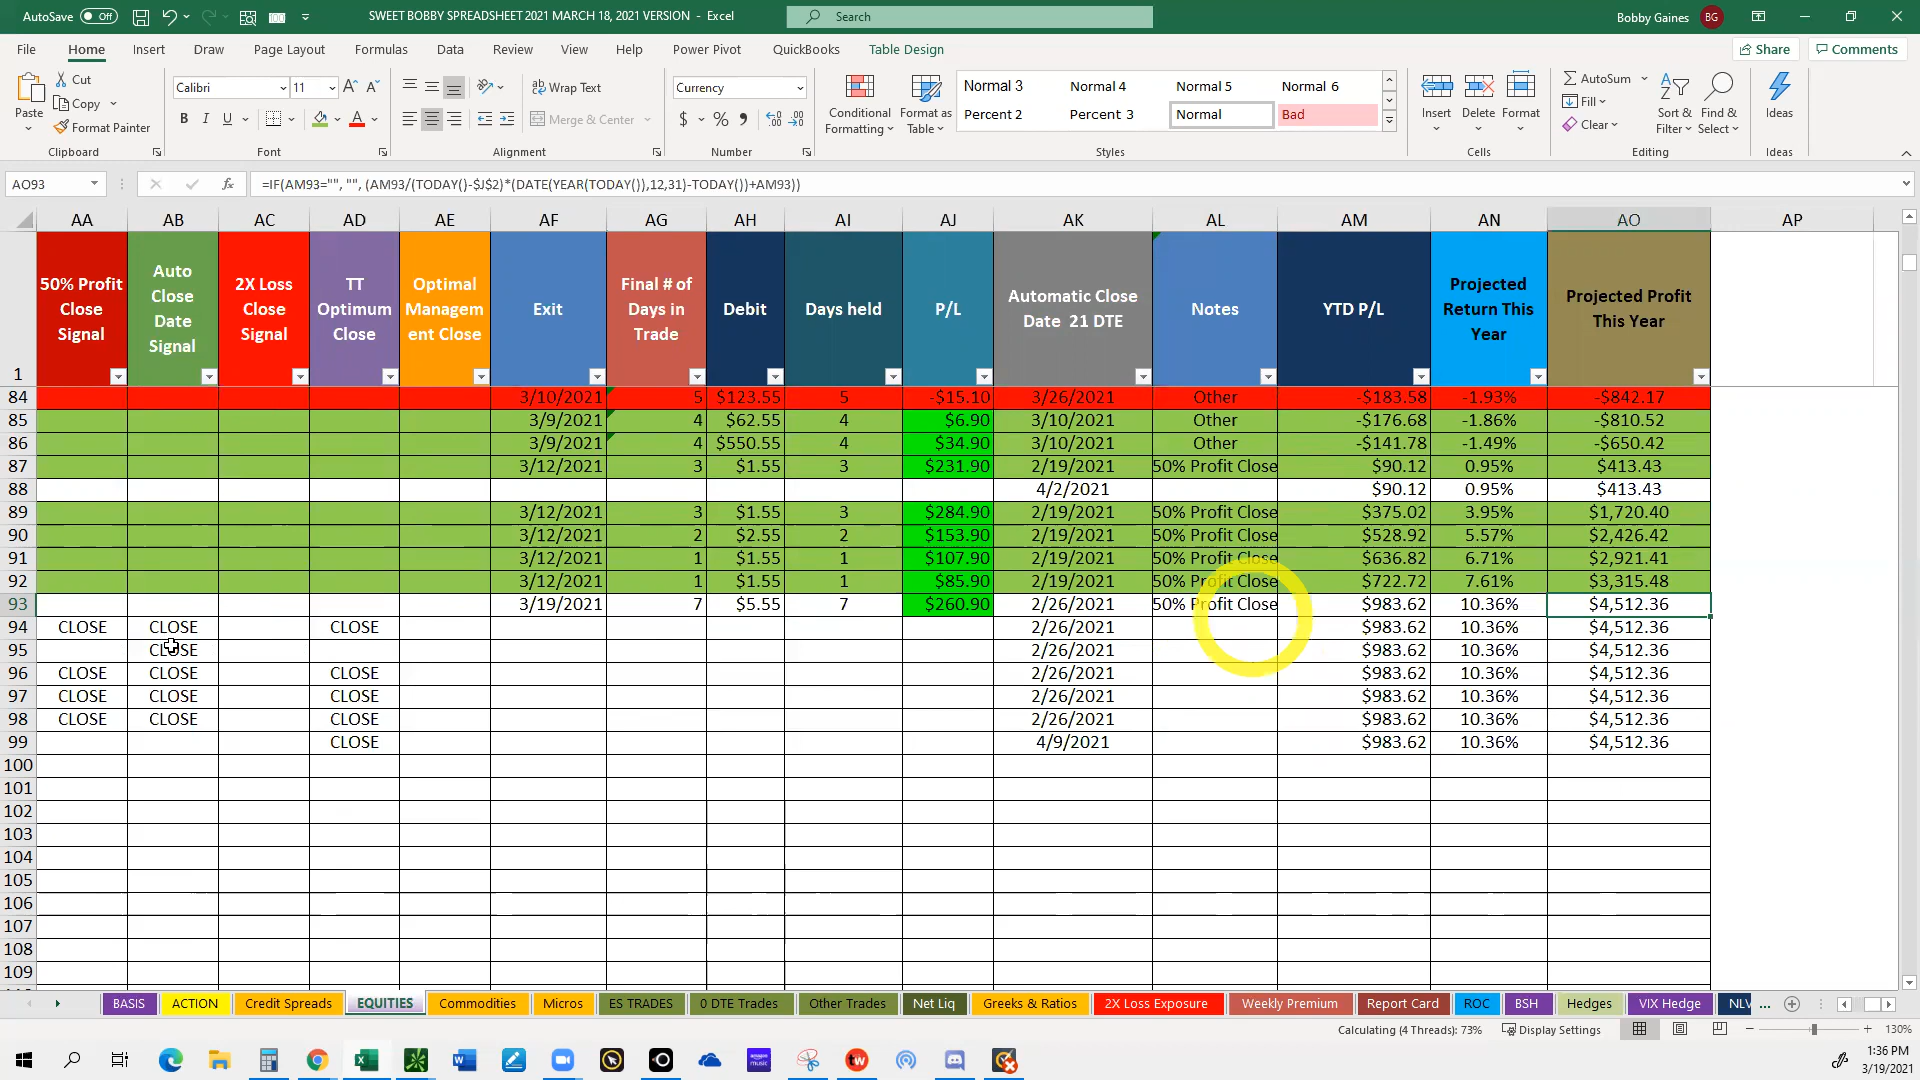 AutoSave Off SWEET BOBBY SPREADSHEET 2021 MARCH 18, 2021 VERSION - Excel Search Bobby Gaines BG
File Home Insert Draw Page Layout Formulas Data Review View Help Power Pivot QuickBooks Table Design Share Comments
Paste Cut Copy Format Painter Clipboard
Calibri 11 A A B I U A Font
Wrap Text Merge & Center Alignment
Currency $ % 9 Number
Conditional Formatting Format as Table
Normal 3 Normal 4 Normal 5 Normal 6
Percent 2 Percent 3 Normal Bad
Styles
Insert Delete Format Cells
AutoSum Fill Clear Sort & Filter Find & Select Editing
Ideas Ideas
AO93 fx =IF(AM93="", "", (AM93/(TODAY()-$J$2)*(DATE(YEAR(TODAY()),12,31)-TODAY())+AM93))
AA AB AC AD AE AF AG AH AI AJ AK AL AM AN AO AP
1 50% Profit Close Signal Auto Close Date Signal 2X Loss Close Signal TT Optimum Close Optimal Managem ent Close Exit Final # of Days in Trade Debit Days held P/L Automatic Close Date 21 DTE Notes YTD P/L Projected Return This Year Projected Profit This Year
84 3/10/2021 5 $123.55 5 -$15.10 3/26/2021 Other -$183.58 -1.93% -$842.17
85 3/9/2021 4 $62.55 4 $6.90 3/10/2021 Other -$176.68 -1.86% -$810.52
86 3/9/2021 4 $550.55 4 $34.90 3/10/2021 Other -$141.78 -1.49% -$650.42
87 3/12/2021 3 $1.55 3 $231.90 2/19/2021 50% Profit Close $90.12 0.95% $413.43
88 4/2/2021 $90.12 0.95% $413.43
89 3/12/2021 3 $1.55 3 $284.90 2/19/2021 50% Profit Close $375.02 3.95% $1,720.40
90 3/12/2021 2 $2.55 2 $153.90 2/19/2021 50% Profit Close $528.92 5.57% $2,426.42
91 3/12/2021 1 $1.55 1 $107.90 2/19/2021 50% Profit Close $636.82 6.71% $2,921.41
92 3/12/2021 1 $1.55 1 $85.90 2/19/2021 50% Profit Close $722.72 7.61% $3,315.48
93 3/19/2021 7 $5.55 7 $260.90 2/26/2021 50% Profit Close $983.62 10.36% $4,512.36
94 CLOSE CLOSE CLOSE 2/26/2021 $983.62 10.36% $4,512.36
95 CLOSE 2/26/2021 $983.62 10.36% $4,512.36
96 CLOSE CLOSE CLOSE 2/26/2021 $983.62 10.36% $4,512.36
97 CLOSE CLOSE CLOSE 2/26/2021 $983.62 10.36% $4,512.36
98 CLOSE CLOSE CLOSE 2/26/2021 $983.62 10.36% $4,512.36
99 CLOSE 4/9/2021 $983.62 10.36% $4,512.36
100
101
102
103
104
105
106
107
108
109
BASIS ACTION Credit Spreads EQUITIES Commodities Micros ES TRADES 0 DTE Trades Other Trades Net Liq Greeks & Ratios 2X Loss Exposure Weekly Premium Report Card ROC BSH Hedges VIX Hedge NLV ...
Calculating (4 Threads): 73% Display Settings 130%
1:36 PM
3/19/2021